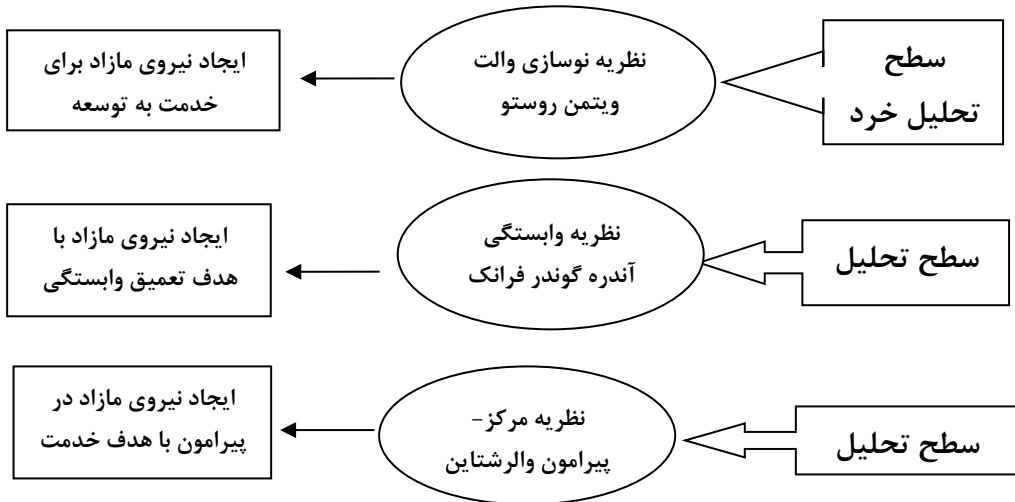 سطح
تحلیل خرد
نظریه نوسازی والت
ویتمن روستو
ایجاد نیروی مازاد برای
خدمت به توسعه
سطح تحلیل
نظریه وابستگی
آندره گوندر فرانک
ایجاد نیروی مازاد با
هدف تعمیق وابستگی
سطح تحلیل
نظریه مرکز-
پیرامون والرشتاین
ایجاد نیروی مازاد در
پیرامون با هدف خدمت